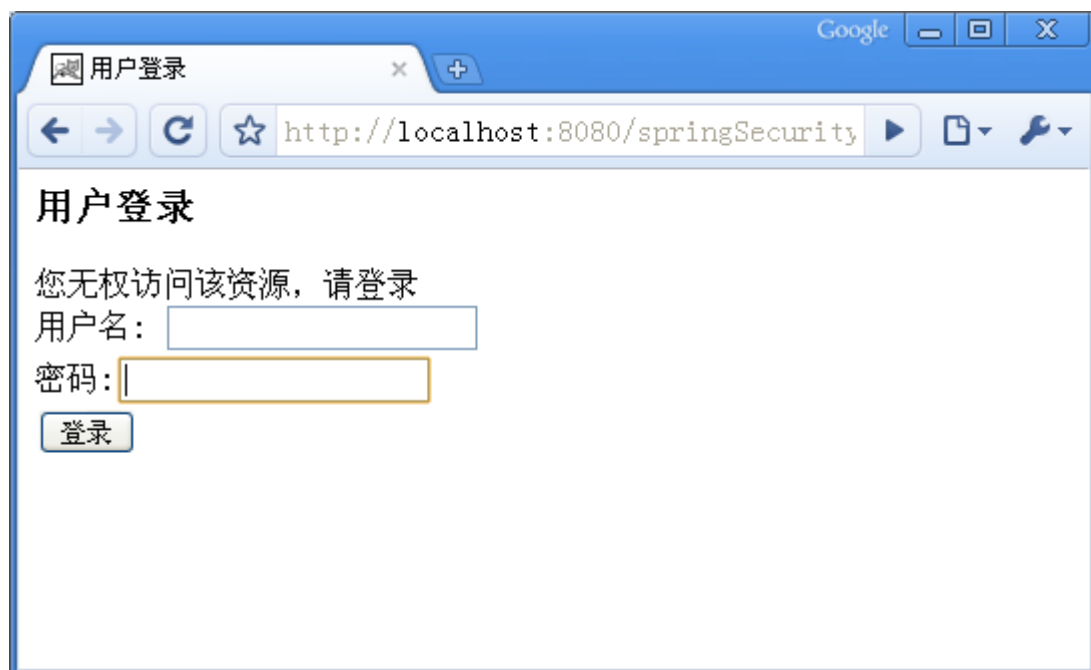 Google
用户登录
http://localhost:8080/springSecurity
用户登录
您无权访问该资源，请登录
用户名：
密码:
登录